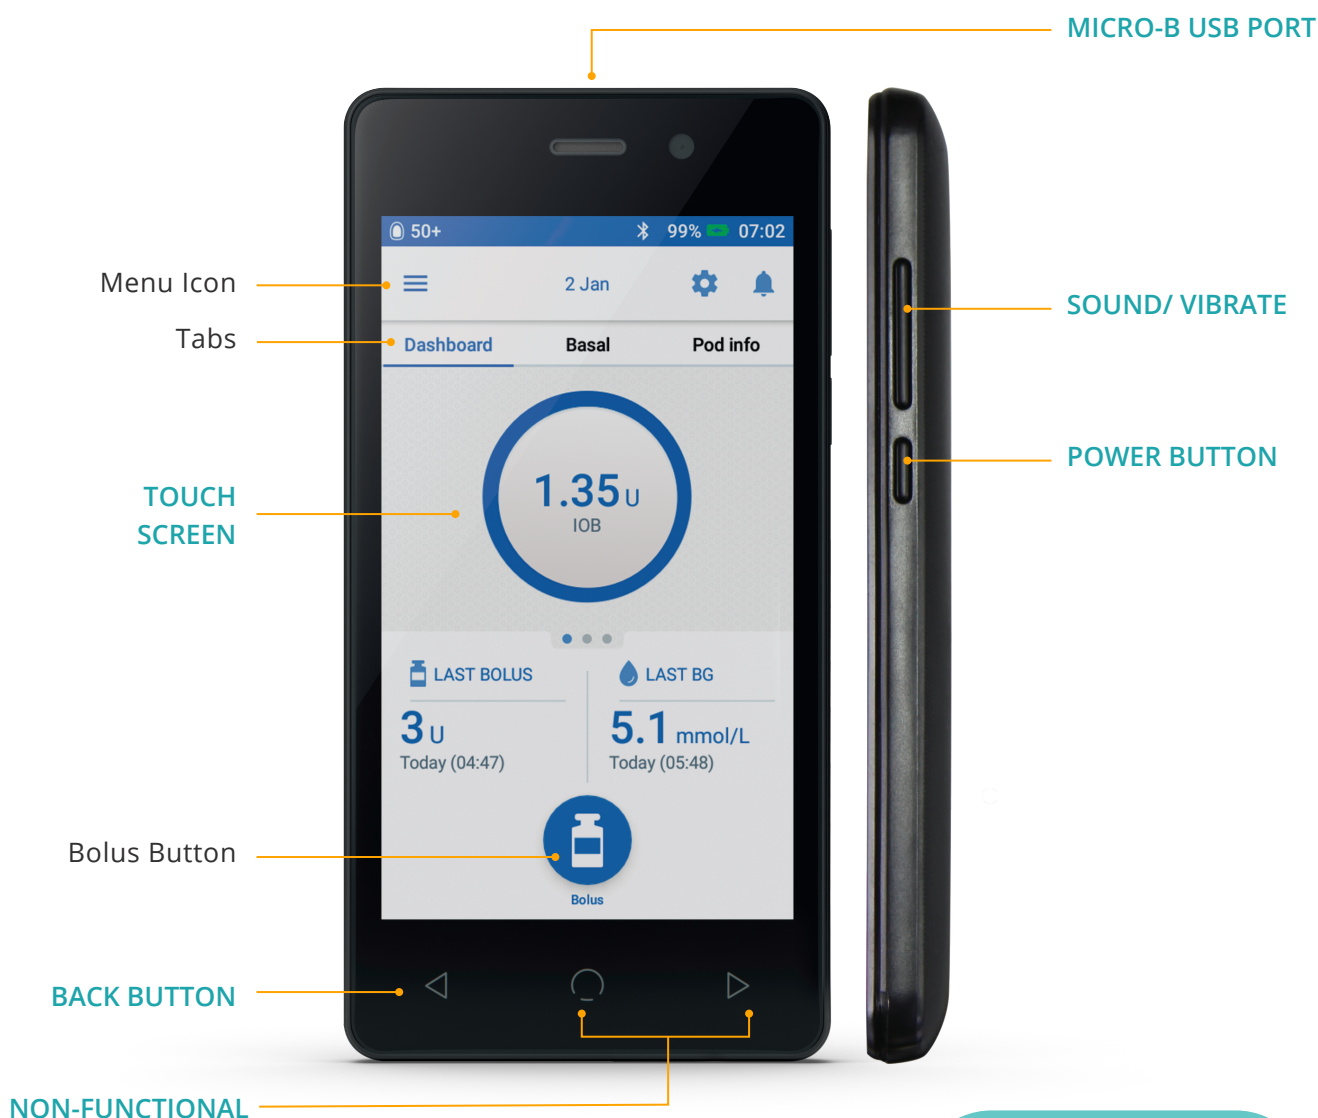 MICRO-B USB PORT
50+
99%
07:02
Menu Icon
2 Jan
SOUND/ VIBRATE
Tabs
Dashboard
Basal
Pod info
POWER BUTTON
TOUCH
SCREEN
1.35 U
IOB
LAST BOLUS
LAST BG
3 U
5.1 mmol/L
Today (04:47)
Today (05:48)
Bolus Button
Bolus
BACK BUTTON
NON-FUNCTIONAL